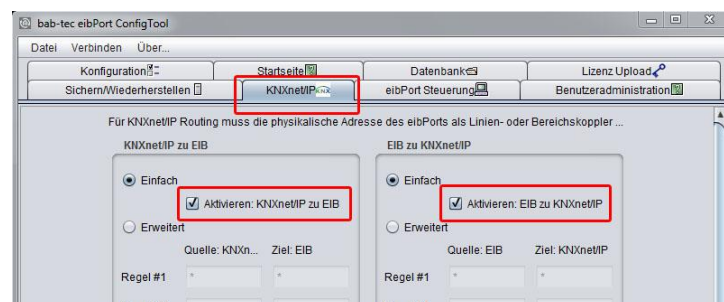 bab-tec eibPort ConfigTool
Datei Verbinden Über...
Konfiguration Startseite Datenbank Lizenz Upload
Sichern/Wiederherstellen KNXnet/IP KNX eibPort Steuerung Benutzeradministration
Für KNXnet/IP Routing muss die physikalische Adresse des eibPorts als Linien- oder Bereichskoppler ...
KNXnet/IP zu EIB EIB zu KNXnet/IP
Einfach Einfach
Aktivieren: KNXnet/IP zu EIB Aktivieren: EIB zu KNXnet/IP
Erweitert Erweitert
Quelle: KNXn... Ziel: EIB Quelle: EIB Ziel: KNXnet/IP
Regel #1 * * Regel #1 * *